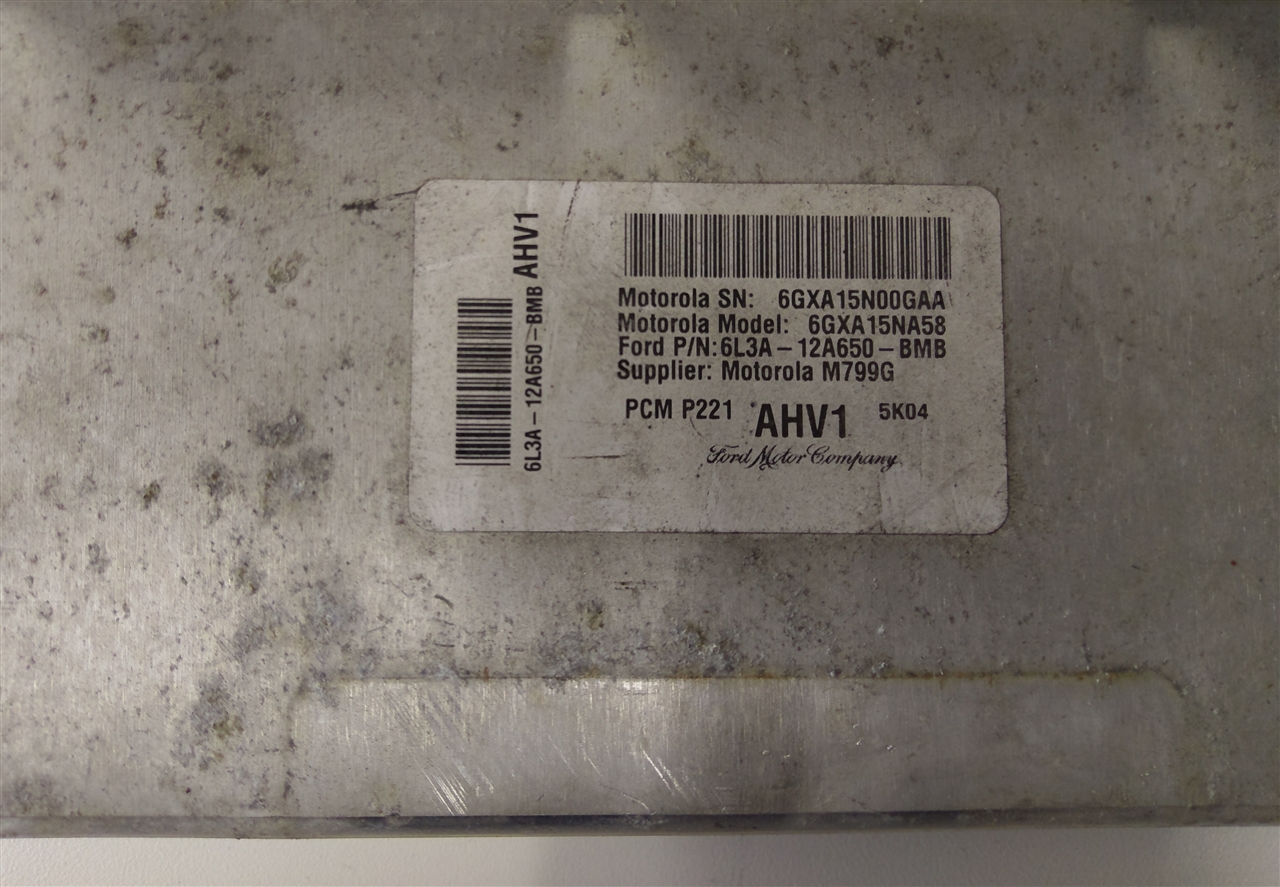 AHV1
6L3A-12A650-BMB
Motorola SN: 6GXA15N00GAA
Motorola Model: 6GXA15NA58
Ford P/N:6L3A-12A650-BMB
Supplier: Motorola M799G
PCM P221 AHV1 5K04
Ford Motor Company